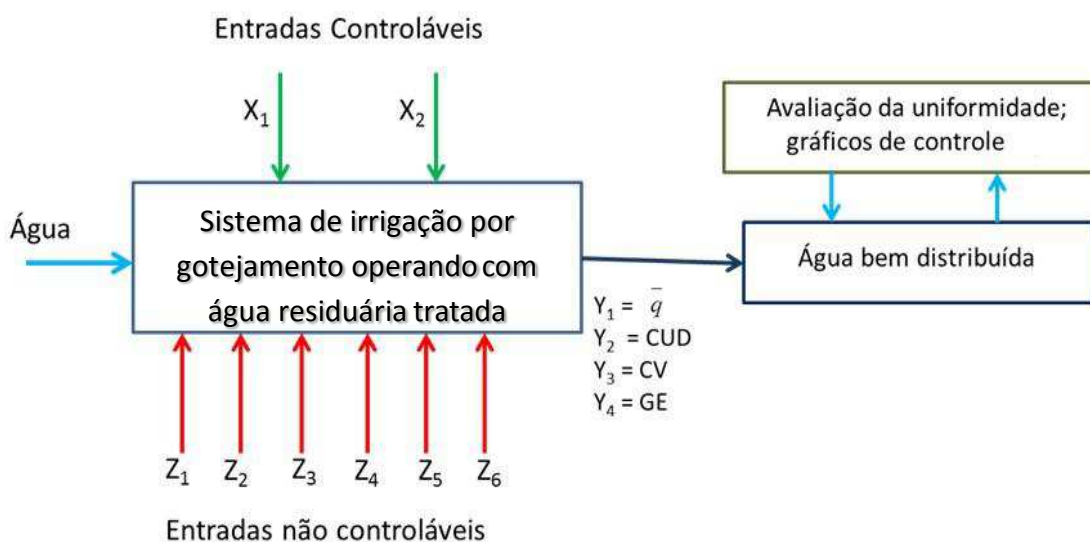 Entradas Controláveis
X1
X2
Avaliação da uniformidade;
gráficos de controle
Água
Sistema de irrigação por
gotejamento operando com
água residuária tratada
Água bem distribuída
Y1 = q̅
Y2 = CUD
Y3 = CV
Y4 = GE
Z1
Z2
Z3
Z4
Z5
Z6
Entradas não controláveis